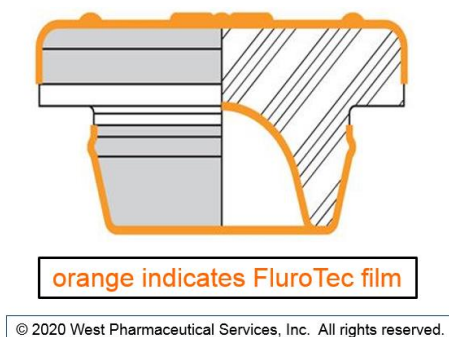 orange indicates FluroTec film
© 2020 West Pharmaceutical Services, Inc. All rights reserved.